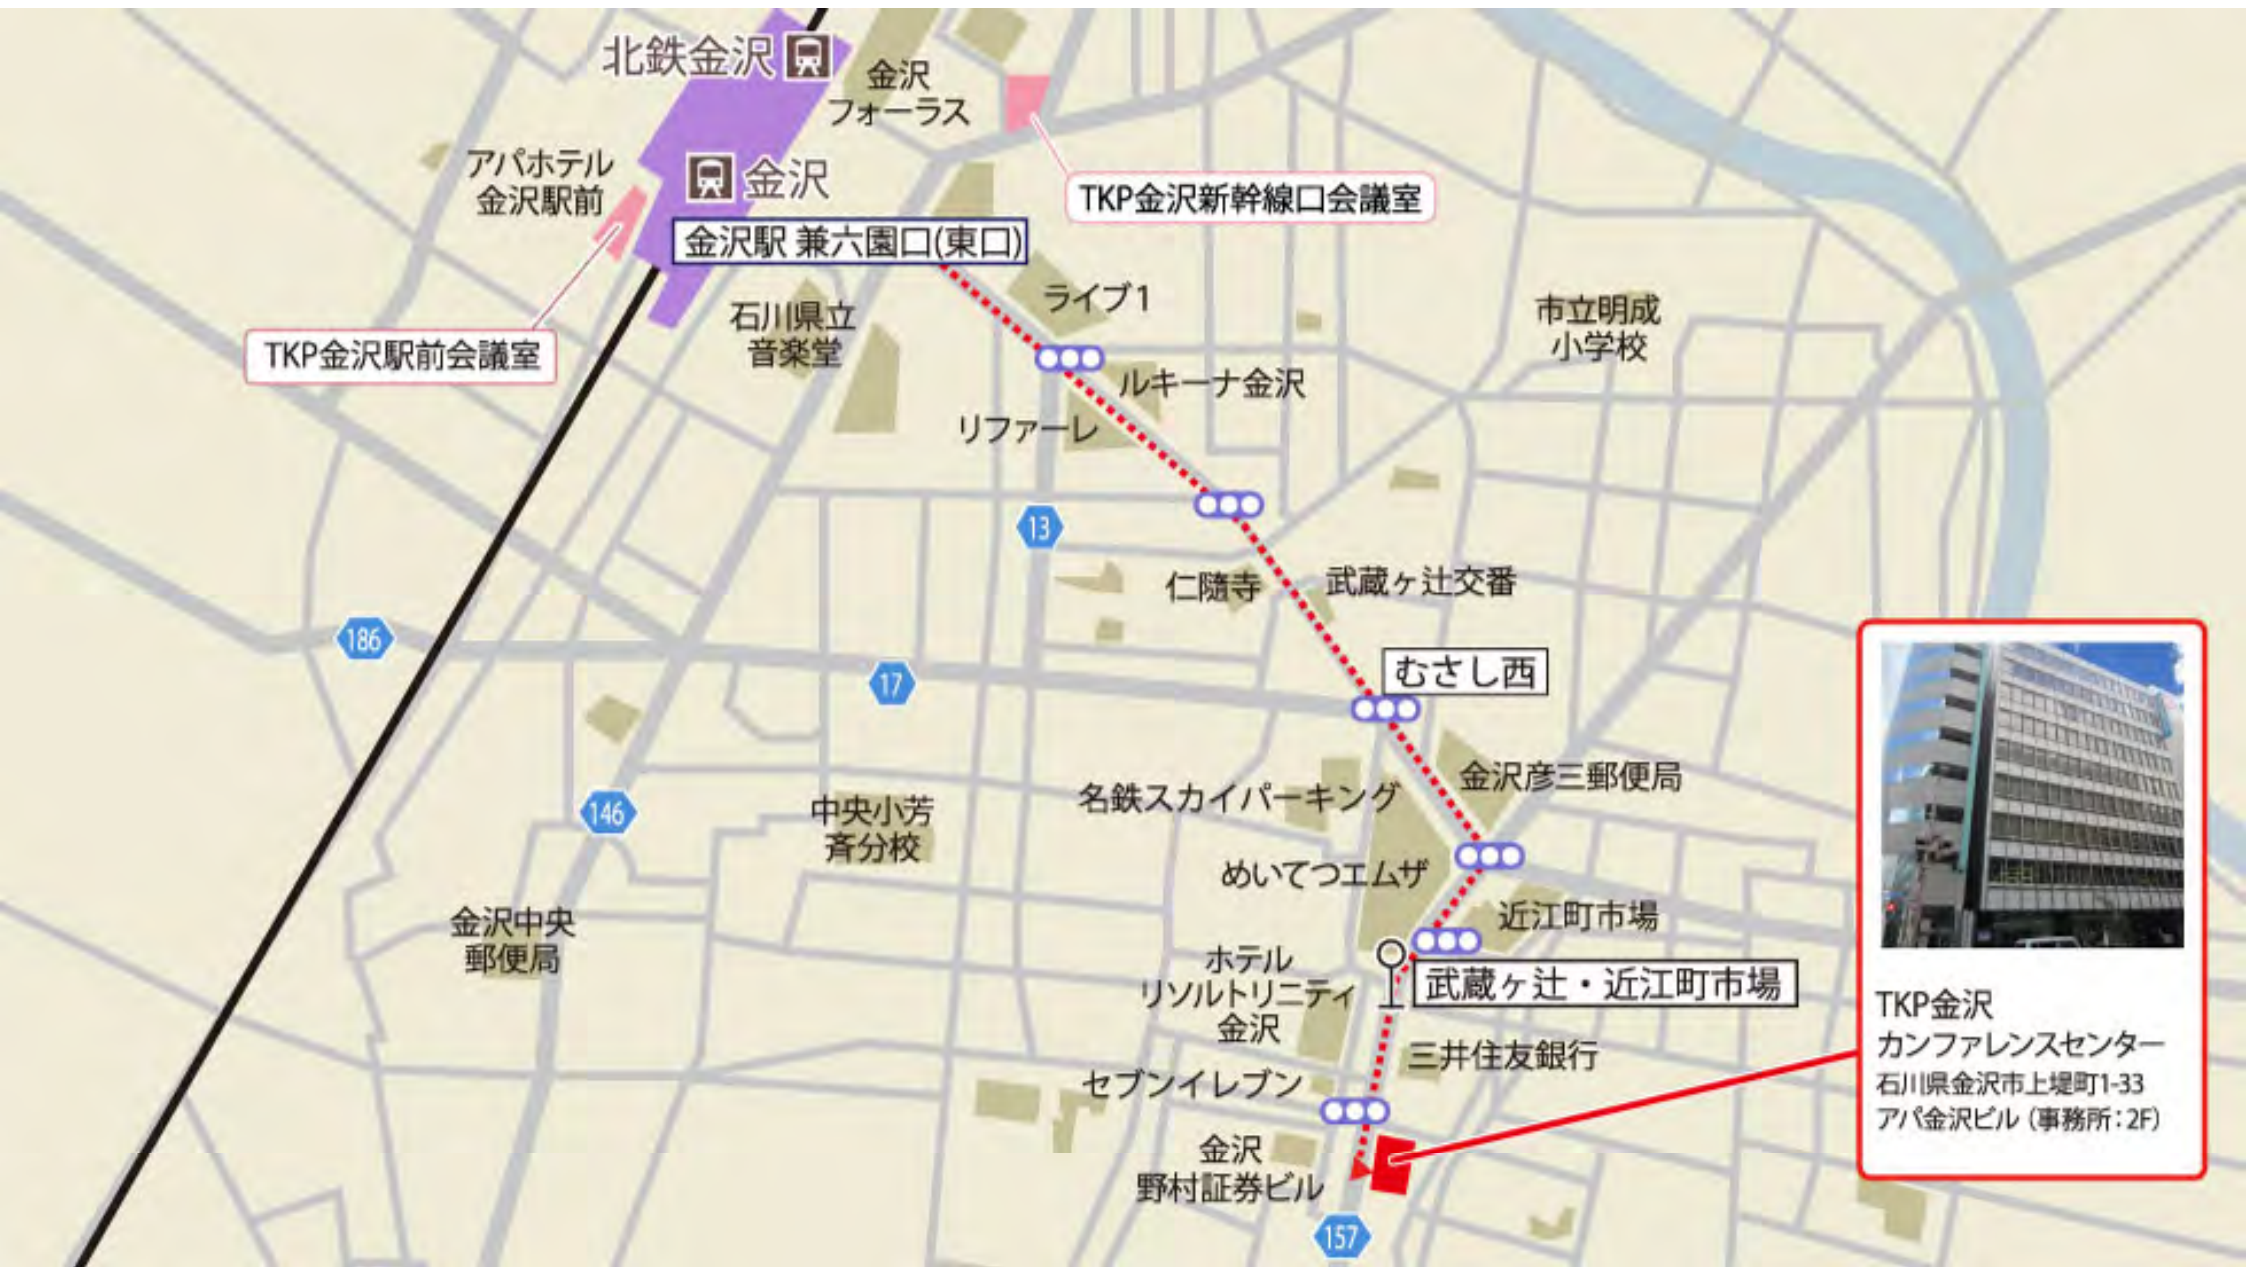 北鉄金沢
金沢
フォーラス
アパホテル
金沢駅前
金沢
TKP金沢新幹線口会議室
金沢駅 兼六園口(東口)
ライブ1
石川県立
音楽堂
市立明成
小学校
TKP金沢駅前会議室
ルキーナ金沢
リファーレ
13
仁隨寺
武蔵ヶ辻交番
186
17
むさし西
146
中央小芳
斉分校
名鉄スカイパーキング
金沢彦三郵便局
めいてつエムザ
近江町市場
金沢中央
郵便局
ホテル
リソルトリニティ
金沢
武蔵ヶ辻・近江町市場
三井住友銀行
セブンイレブン
金沢
野村証券ビル
157
TKP金沢
カンファレンスセンター
石川県金沢市上堤町1-33
アパ金沢ビル（事務所：2F）